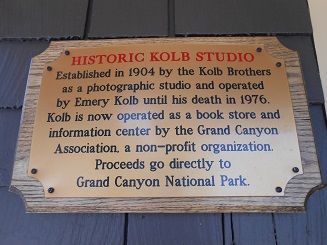 HISTORIC KOLB STUDIO
Established in 1904 by the Kolb Brothers
as a photographic studio and operated
by Emery Kolb until his death in 1976.
Kolb is now operated as a book store and
information center by the Grand Canyon
Association, a non-profit organization.
Proceeds go directly to
Grand Canyon National Park.